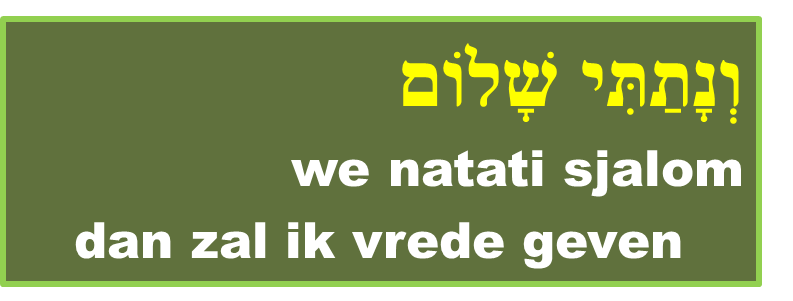 וְנָתַתִּי שָׁלוֹם
we natati sjalom
dan zal ik vrede geven